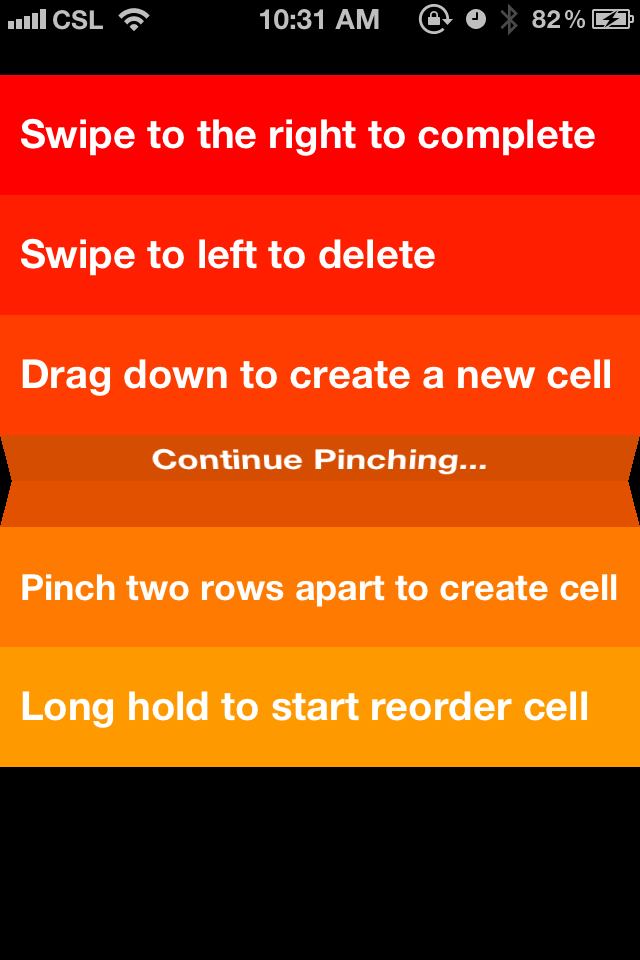 CSL 10:31 AM 82%
Swipe to the right to complete
Swipe to left to delete
Drag down to create a new cell
Continue Pinching...
Pinch two rows apart to create cell
Long hold to start reorder cell